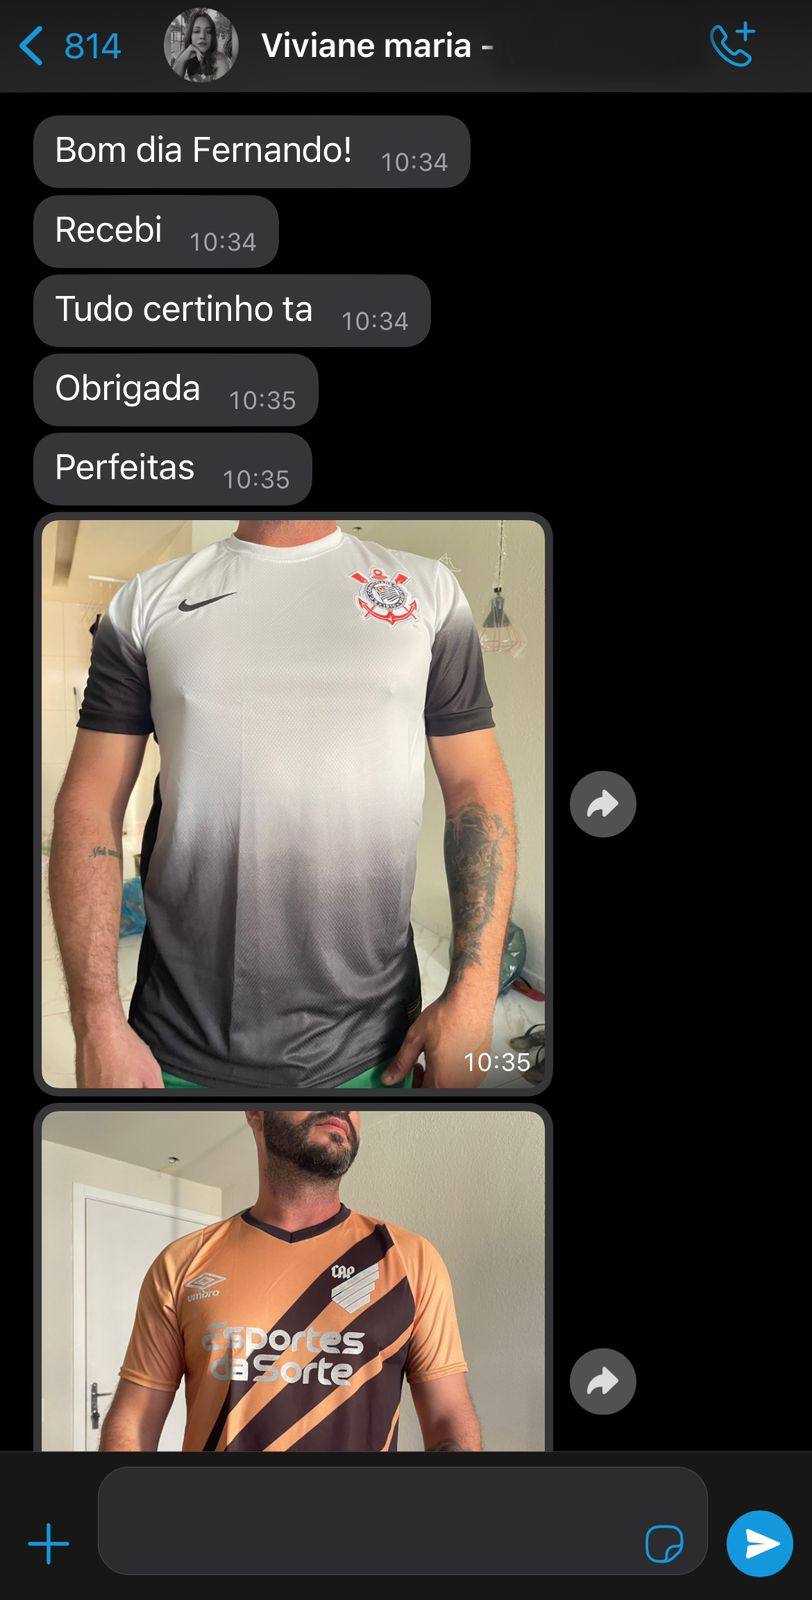 814
Viviane maria -
Bom dia Fernando! 10:34
Recebi 10:34
Tudo certinho ta 10:34
Obrigada 10:35
Perfeitas 10:35
10:35
CAP
umbro
Esportes
da Sorte